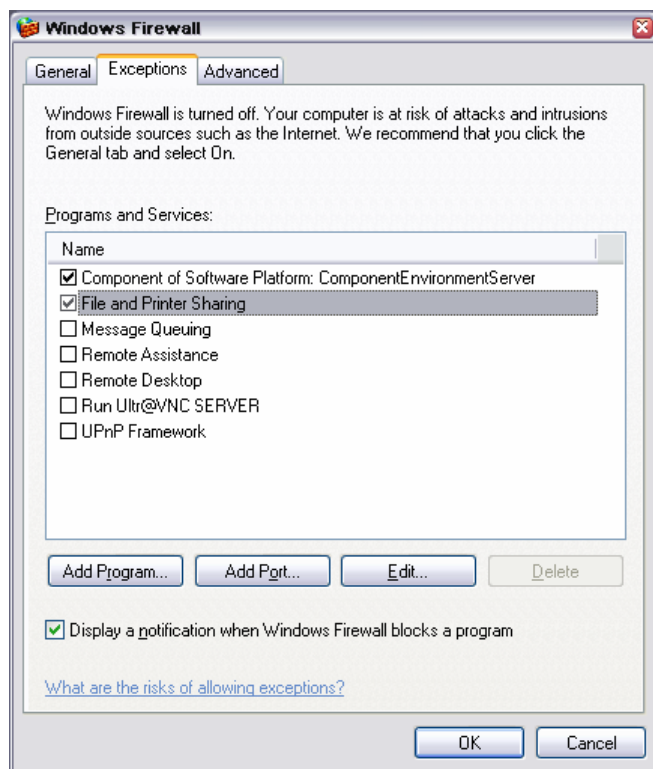 Windows Firewall
General Exceptions Advanced
Windows Firewall is turned off. Your computer is at risk of attacks and intrusions
from outside sources such as the Internet. We recommend that you click the
General tab and select On.
Programs and Services:
Name
Component of Software Platform: ComponentEnvironmentServer
File and Printer Sharing
Message Queuing
Remote Assistance
Remote Desktop
Run Ultr@VNC SERVER
UPnP Framework
Add Program... Add Port... Edit... Delete
Display a notification when Windows Firewall blocks a program
What are the risks of allowing exceptions?
OK Cancel